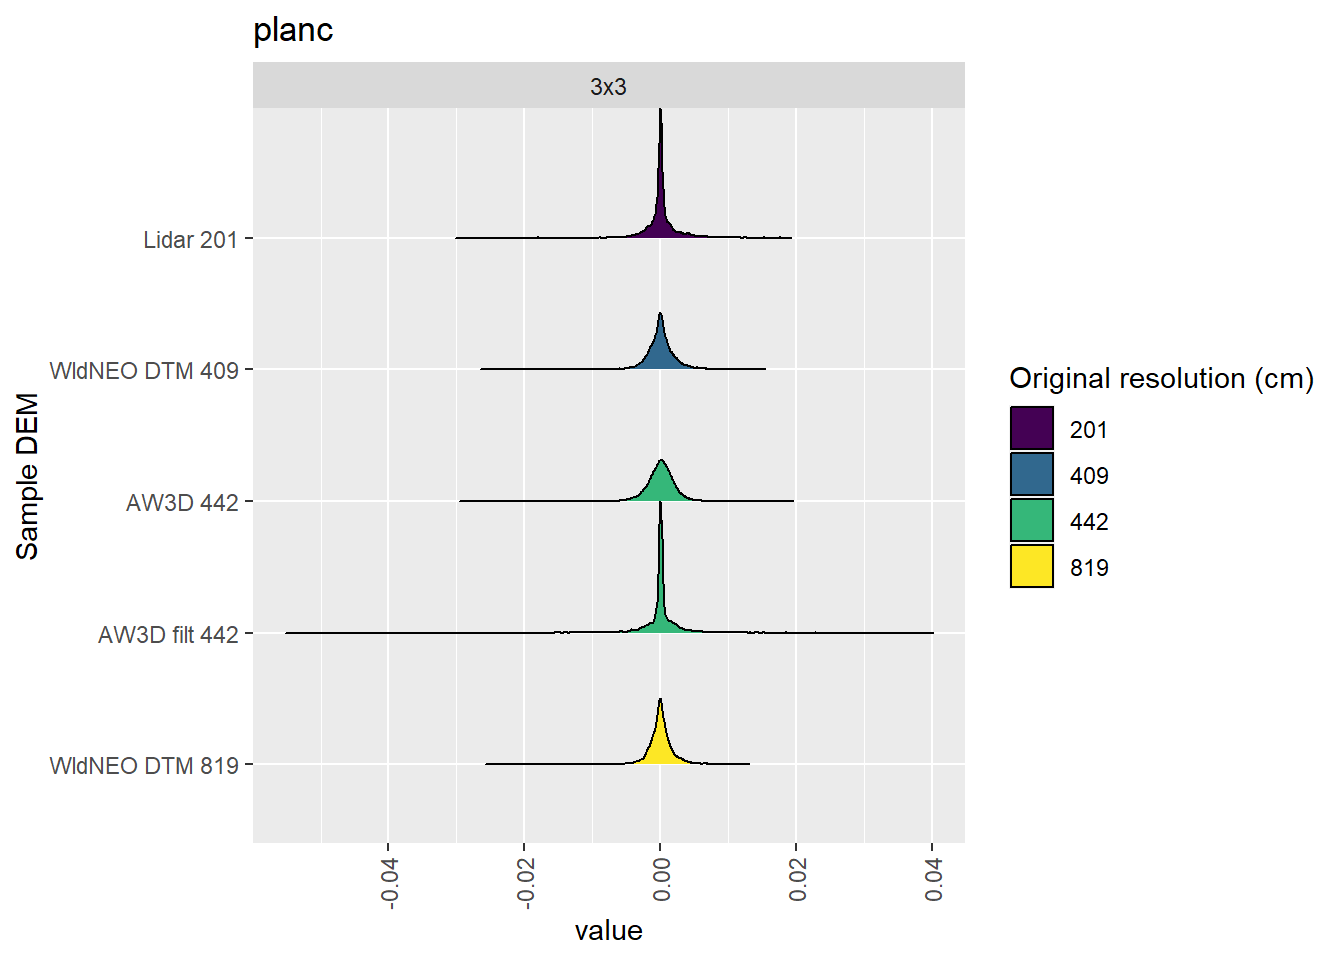 planc
3x3
Lidar 201
WldNEO DTM 409
AW3D 442
AW3D filt 442
WldNEO DTM 819
Sample DEM
-0.04
-0.02
0.00
0.02
0.04
value
Original resolution (cm)
201
409
442
819